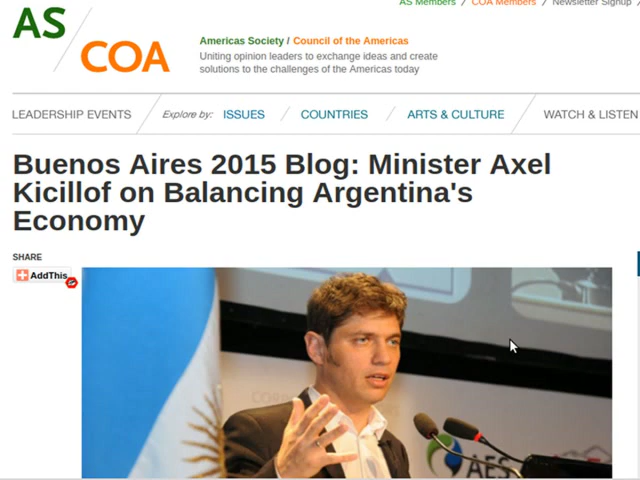 AS Members / COA Members / Newsletter Signup /
AS
COA
Americas Society / Council of the Americas
Uniting opinion leaders to exchange ideas and create
solutions to the challenges of the Americas today
LEADERSHIP EVENTS Explore by: ISSUES / COUNTRIES / ARTS & CULTURE WATCH & LISTEN
Buenos Aires 2015 Blog: Minister Axel
Kicillof on Balancing Argentina's
Economy
SHARE
AddThis
AES